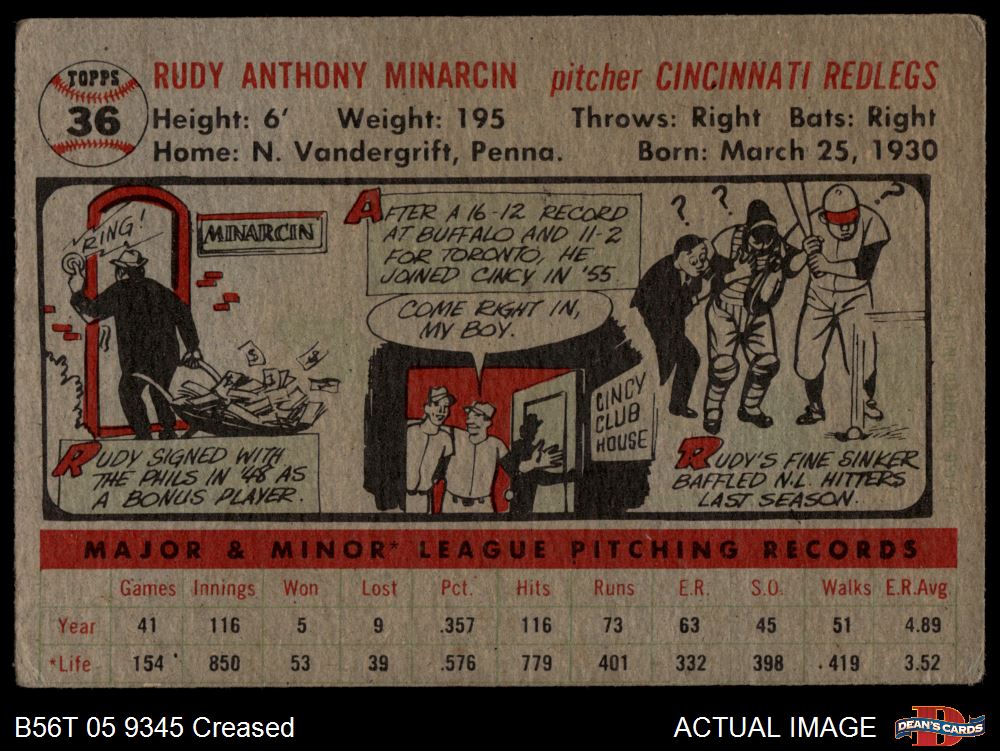 TOPPS
36
RUDY ANTHONY MINARCIN pitcher CINCINNATI REDLEGS
Height: 6' Weight: 195 Throws: Right Bats: Right
Home: N. Vandergrift, Penna. Born: March 25, 1930
RING!
MINARCIN
RUDY SIGNED WITH
THE PHILS IN '48 AS
A BONUS PLAYER.
AFTER A 16-12 RECORD
AT BUFFALO AND 11-2
FOR TORONTO, HE
JOINED CINCY IN '55.
COME RIGHT IN,
MY BOY.
CINCY
CLUB
HOUSE
? ? ?
RUDY'S FINE SINKER
BAFFLED N.L. HITTERS
LAST SEASON.
MAJOR & MINOR* LEAGUE PITCHING RECORDS
Games Innings Won Lost Pct. Hits Runs E.R. S.O. Walks E.R.Avg.
Year 41 116 5 9 .357 116 73 63 45 51 4.89
*Life 154 850 53 39 .576 779 401 332 398 419 3.52
B56T 05 9345 Creased ACTUAL IMAGE
DEAN'S CARDS